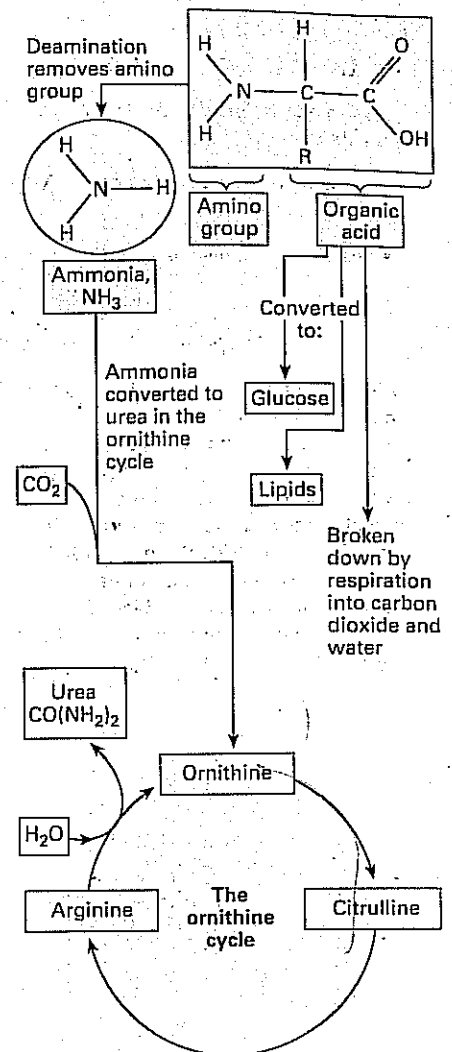 Deamination
removes amino
group
H
H
N
C
H
R
C
O
OH
H
H
N
H
Amino
group
Organic
acid
Ammonia,
NH₃
Converted
to:
Glucose
Lipids
Broken
down by
respiration
into carbon
dioxide and
water
Ammonia
converted to
urea in the
ornithine
cycle
CO₂
Urea
CO(NH₂)₂
H₂O
Ornithine
Arginine
The
ornithine
cycle
Citrulline